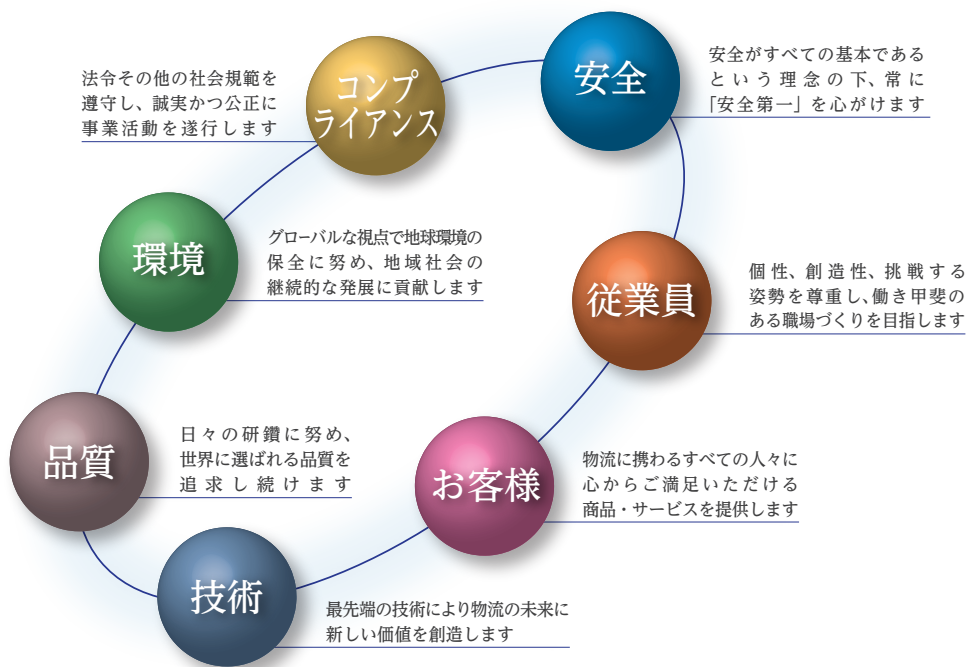 コンプ
ライアンス
法令その他の社会規範を
遵守し、誠実かつ公正に
事業活動を遂行します
安全
安全がすべての基本である
という理念の下、常に
「安全第一」を心がけます
環境
グローバルな視点で地球環境の
保全に努め、地域社会の
継続的な発展に貢献します
従業員
個性、創造性、挑戦する
姿勢を尊重し、働き甲斐の
ある職場づくりを目指します
品質
日々の研鑽に努め、
世界に選ばれる品質を
追求し続けます
お客様
物流に携わるすべての人々に
心からご満足いただける
商品・サービスを提供します
技術
最先端の技術により物流の未来に
新しい価値を創造します